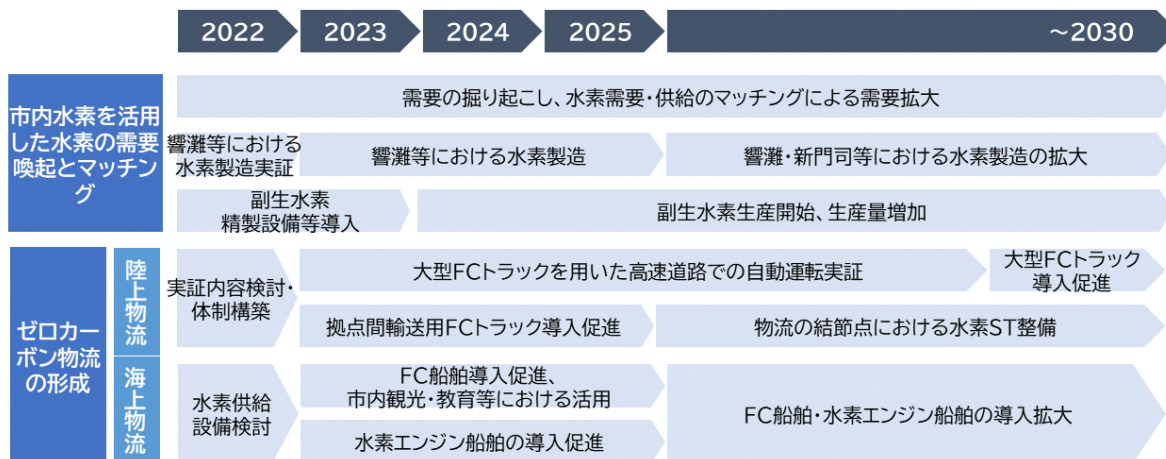 2022
2023
2024
2025
～2030
市内水素を活用
した水素の需要
喚起とマッチン
グ
需要の掘り起こし、水素需要・供給のマッチングによる需要拡大
響灘等における
水素製造実証
響灘等における水素製造
響灘・新門司等における水素製造の拡大
副生水素
精製設備等導入
副生水素生産開始、生産量増加
ゼロカー
ボン物流
の形成
陸上物流
実証内容検討・
体制構築
大型FCトラックを用いた高速道路での自動運転実証
大型FCトラック
導入促進
拠点間輸送用FCトラック導入促進
物流の結節点における水素ST整備
海上物流
水素供給
設備検討
FC船舶導入促進、
市内観光・教育等における活用
水素エンジン船舶の導入促進
FC船舶・水素エンジン船舶の導入拡大